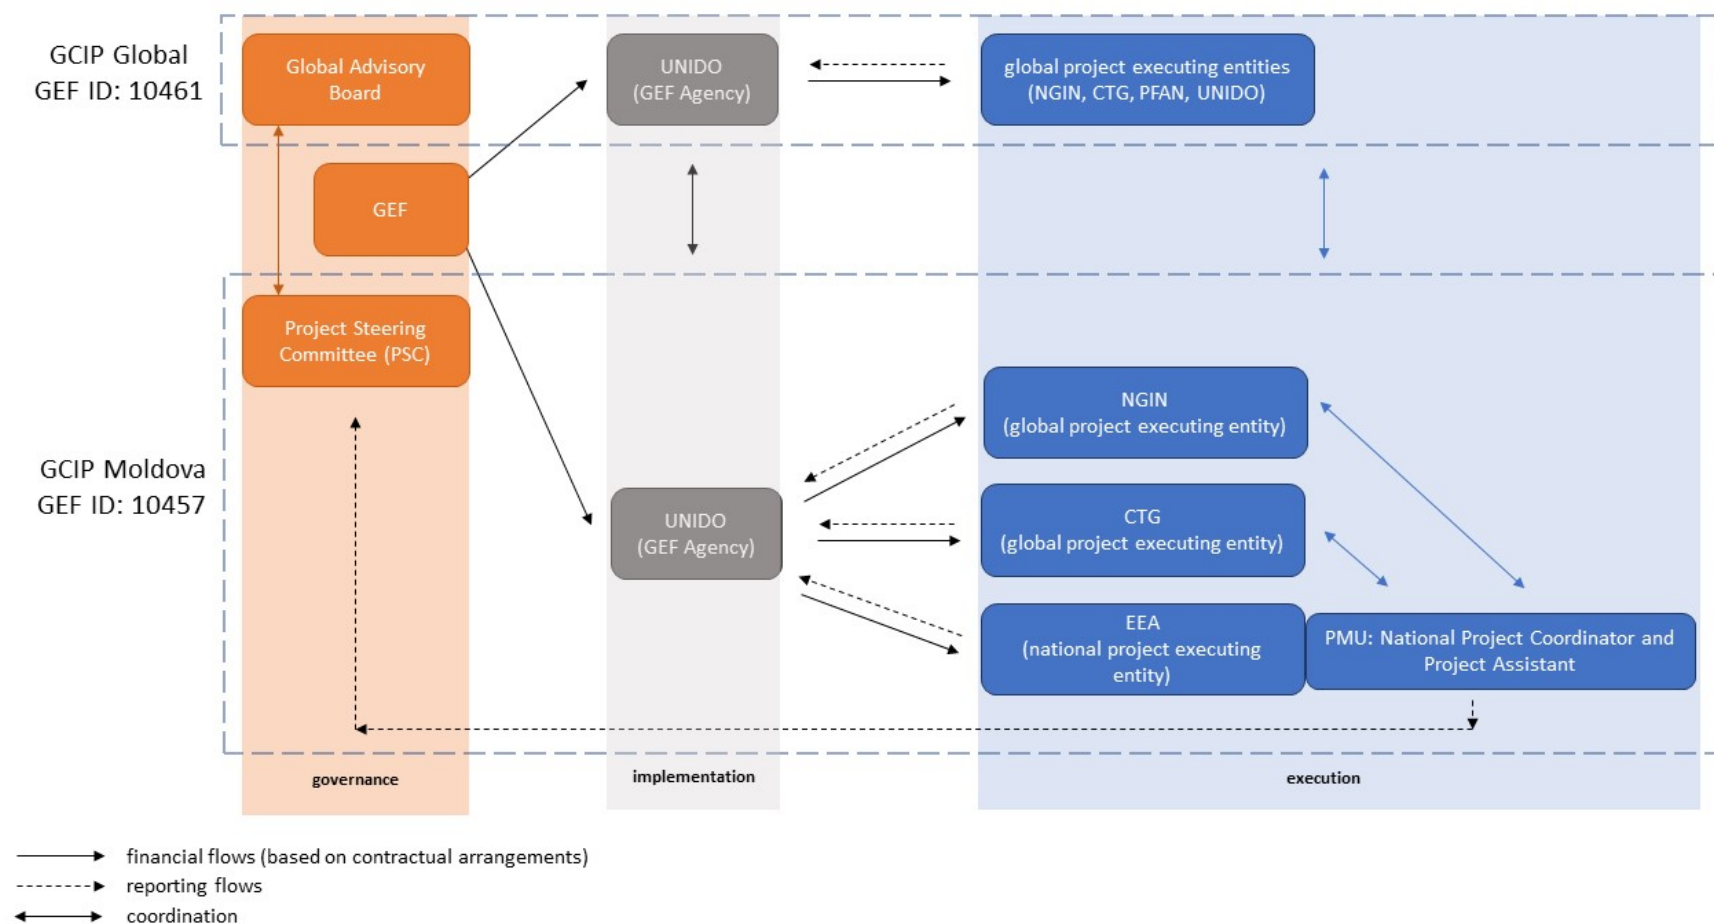 GCIP Global
GEF ID: 10461
Global Advisory
Board
UNIDO
(GEF Agency)
global project executing entities
(NGIN, CTG, PFAN, UNIDO)
GEF
Project Steering
Committee (PSC)
GCIP Moldova
GEF ID: 10457
UNIDO
(GEF Agency)
NGIN
(global project executing entity)
CTG
(global project executing entity)
EEA
(national project executing
entity)
PMU: National Project Coordinator and
Project Assistant
governance
implementation
execution
financial flows (based on contractual arrangements)
reporting flows
coordination